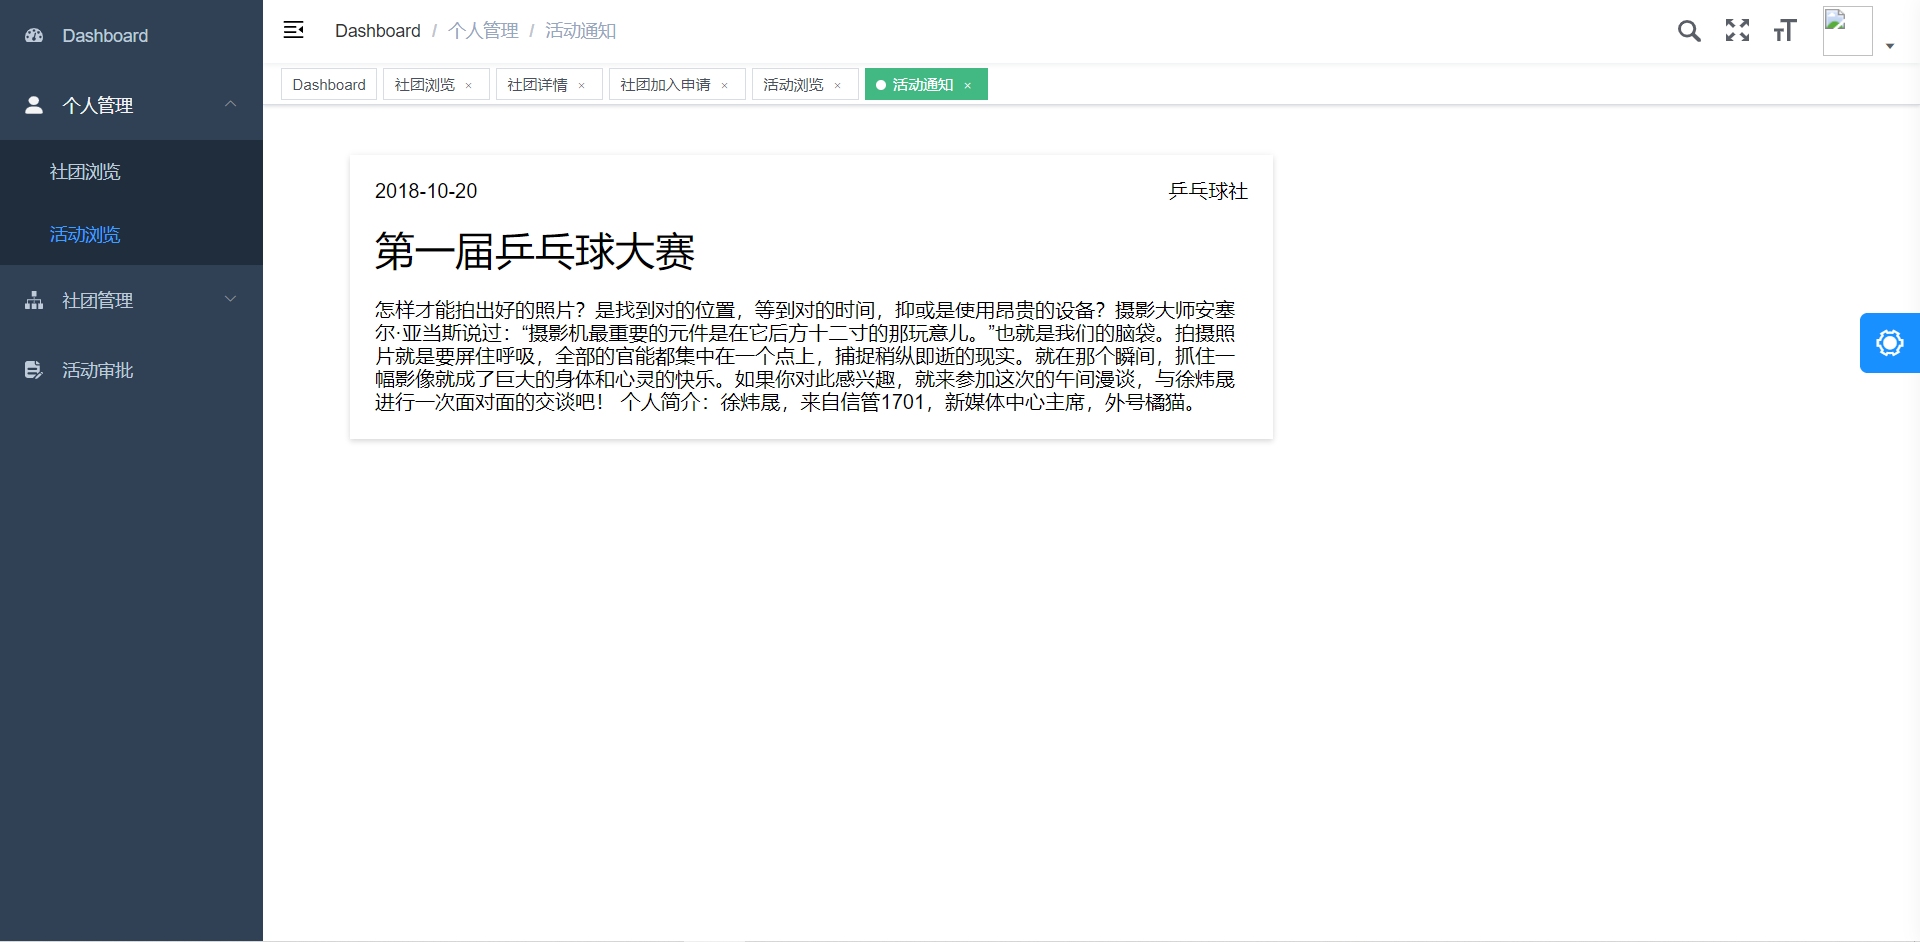 Dashboard
个人管理
社团浏览
活动浏览
社团管理
活动审批
Dashboard / 个人管理 / 活动通知
Dashboard 社团浏览 × 社团详情 × 社团加入申请 × 活动浏览 × 活动通知 ×
2018-10-20 乒乓球社
第一届乒乓球大赛
怎样才能拍出好的照片？是找到对的位置，等到对的时间，抑或是使用昂贵的设备？摄影大师安塞
尔·亚当斯说过：“摄影机最重要的元件是在它后方十二寸的那玩意儿。”也就是我们的脑袋。拍摄照
片就是要屏住呼吸，全部的官能都集中在一个点上，捕捉稍纵即逝的现实。就在那个瞬间，抓住一
幅影像就成了巨大的身体和心灵的快乐。如果你对此感兴趣，就来参加这次的午间漫谈，与徐炜晟
进行一次面对面的交谈吧！ 个人简介：徐炜晟，来自信管1701，新媒体中心主席，外号橘猫。